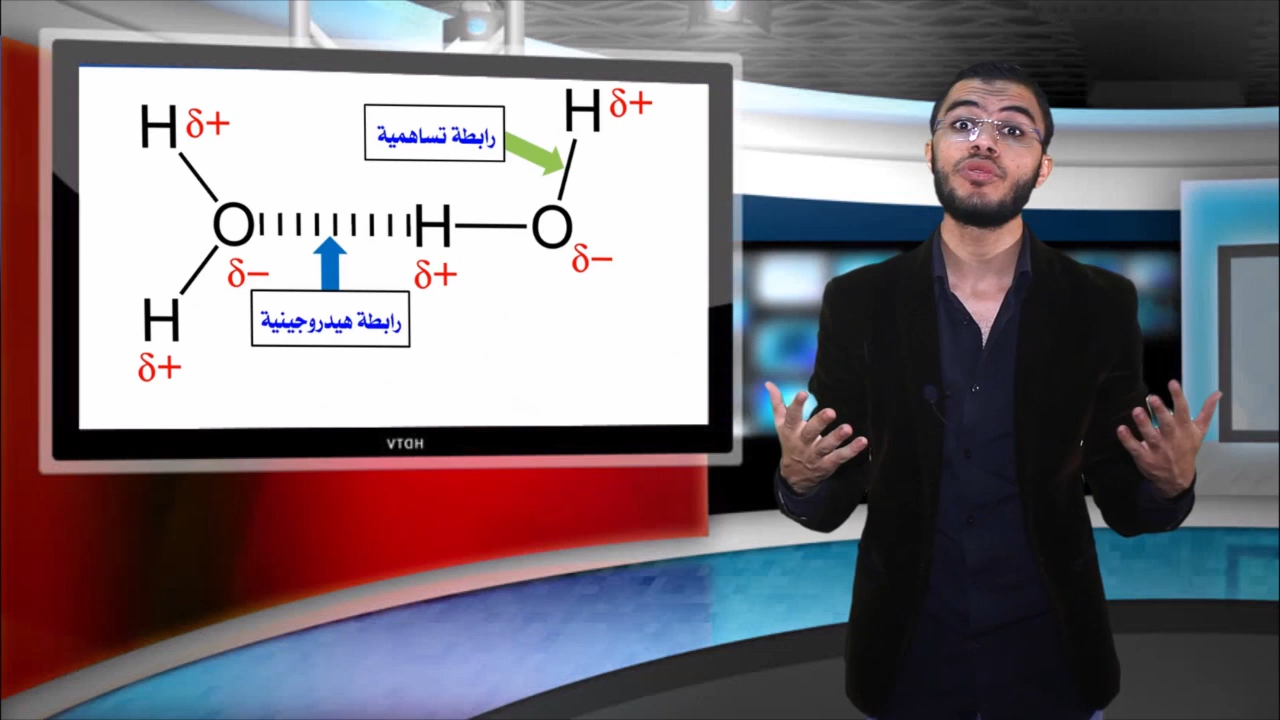 H δ+
رابطة تساهمية
H δ+
O H O
δ− δ+ δ−
رابطة هيدروجينية
H
δ+
HDTV